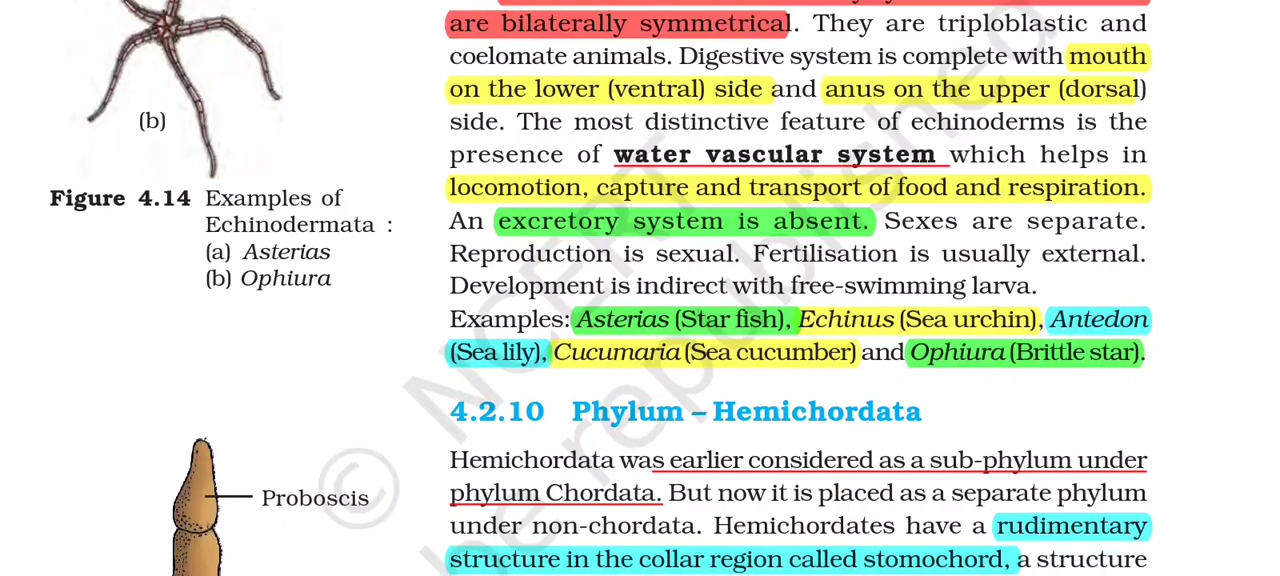 are bilaterally symmetrical. They are triploblastic and
coelomate animals. Digestive system is complete with mouth
on the lower (ventral) side and anus on the upper (dorsal)
side. The most distinctive feature of echinoderms is the
presence of water vascular system which helps in
locomotion, capture and transport of food and respiration.
An excretory system is absent. Sexes are separate.
Reproduction is sexual. Fertilisation is usually external.
Development is indirect with free-swimming larva.
Examples: Asterias (Star fish), Echinus (Sea urchin), Antedon
(Sea lily), Cucumaria (Sea cucumber) and Ophiura (Brittle star).
(b)
Figure 4.14 Examples of
Echinodermata :
(a) Asterias
(b) Ophiura
4.2.10 Phylum – Hemichordata
Hemichordata was earlier considered as a sub-phylum under
phylum Chordata. But now it is placed as a separate phylum
under non-chordata. Hemichordates have a rudimentary
structure in the collar region called stomochord, a structure
Proboscis
© NCERT
be republished